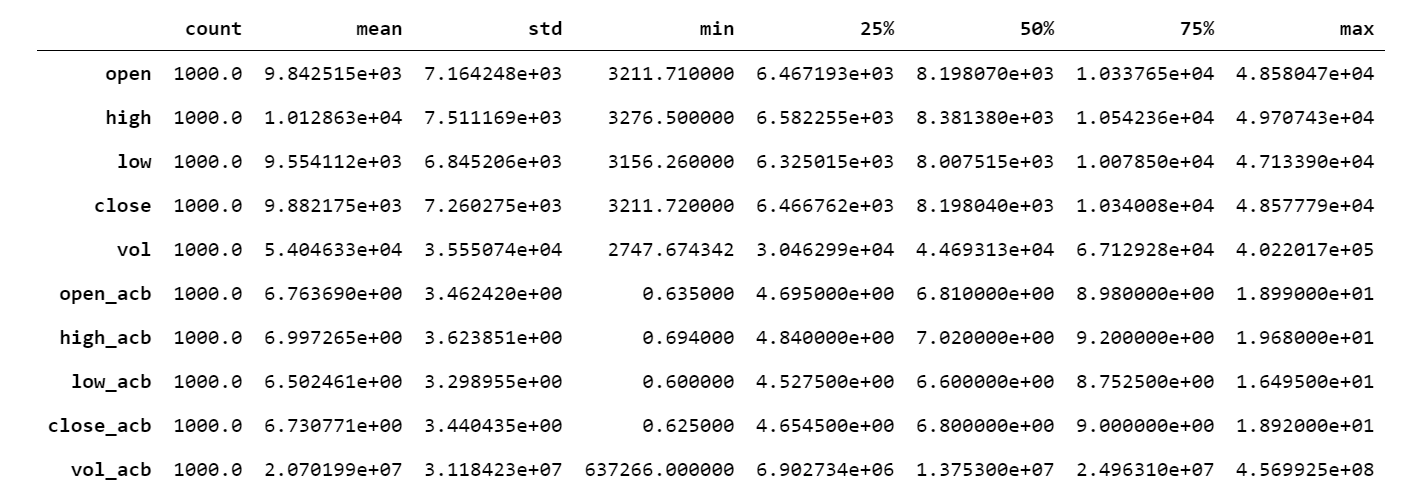 count mean std min 25% 50% 75% max
open 1000.0 9.842515e+03 7.164248e+03 3211.710000 6.467193e+03 8.198070e+03 1.033765e+04 4.858047e+04
high 1000.0 1.012863e+04 7.511169e+03 3276.500000 6.582255e+03 8.381380e+03 1.054236e+04 4.970743e+04
low 1000.0 9.554112e+03 6.845206e+03 3156.260000 6.325015e+03 8.007515e+03 1.007850e+04 4.713390e+04
close 1000.0 9.882175e+03 7.260275e+03 3211.720000 6.466762e+03 8.198040e+03 1.034008e+04 4.857779e+04
vol 1000.0 5.404633e+04 3.555074e+04 2747.674342 3.046299e+04 4.469313e+04 6.712928e+04 4.022017e+05
open_acb 1000.0 6.763690e+00 3.462420e+00 0.635000 4.695000e+00 6.810000e+00 8.980000e+00 1.899000e+01
high_acb 1000.0 6.997265e+00 3.623851e+00 0.694000 4.840000e+00 7.020000e+00 9.200000e+00 1.968000e+01
low_acb 1000.0 6.502461e+00 3.298955e+00 0.600000 4.527500e+00 6.600000e+00 8.752500e+00 1.649500e+01
close_acb 1000.0 6.730771e+00 3.440435e+00 0.625000 4.654500e+00 6.800000e+00 9.000000e+00 1.892000e+01
vol_acb 1000.0 2.070199e+07 3.118423e+07 637266.000000 6.902734e+06 1.375300e+07 2.496310e+07 4.569925e+08